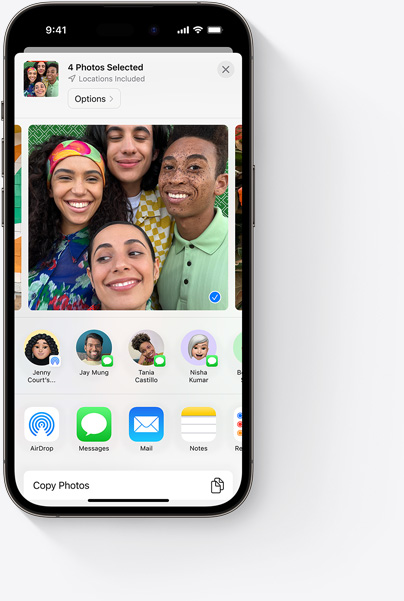 9:41
4 Photos Selected
Locations Included
Options
Jenny Court's...
Jay Mung
Tania Castillo
Nisha Kumar
AirDrop
Messages
Mail
Notes
Copy Photos